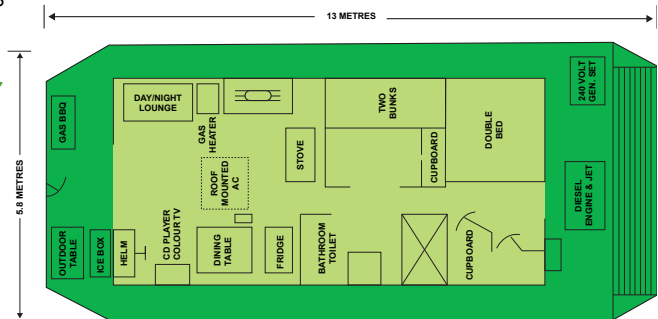 13 METRES
5.8 METRES
GAS BBQ
DAY/NIGHT
LOUNGE
GAS
HEATER
TWO
BUNKS
DOUBLE
BED
240 VOLT
GEN. SET
STOVE
CUPBOARD
ROOF
MOUNTED
AC
DIESEL
ENGINE & JET
OUTDOOR
TABLE
ICE BOX
HELM
CD PLAYER
COLOUR TV
DINING
TABLE
FRIDGE
BATHROOM
TOILET
CUPBOARD